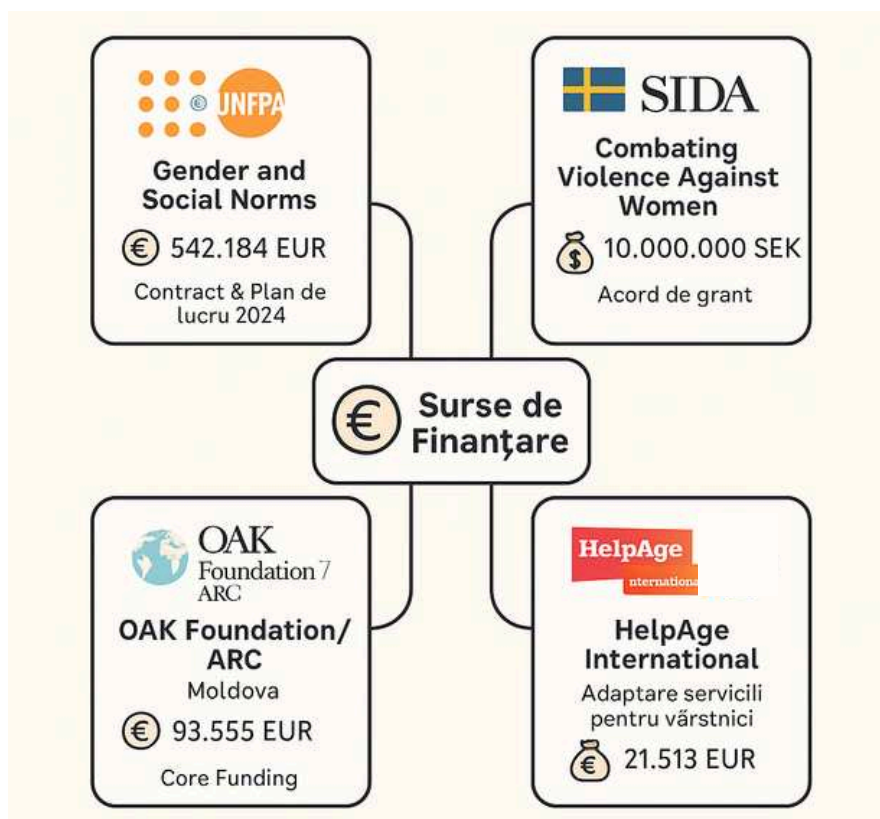 UNFPA
Gender and
Social Norms
€ 542.184 EUR
Contract & Plan de
lucru 2024
SIDA
Combating
Violence Against
Women
$ 10.000.000 SEK
Acord de grant
€ Surse de
Finanțare
OAK
Foundation 7
ARC
OAK Foundation/
ARC
Moldova
€ 93.555 EUR
Core Funding
HelpAge
nternationa
HelpAge
International
Adaptare servicili
pentru vărstnici
€ 21.513 EUR